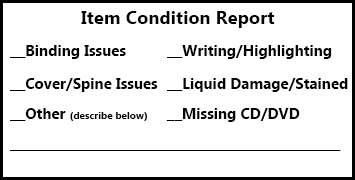 Item Condition Report
__Binding Issues __Writing/Highlighting
__Cover/Spine Issues __Liquid Damage/Stained
__Other (describe below) __Missing CD/DVD